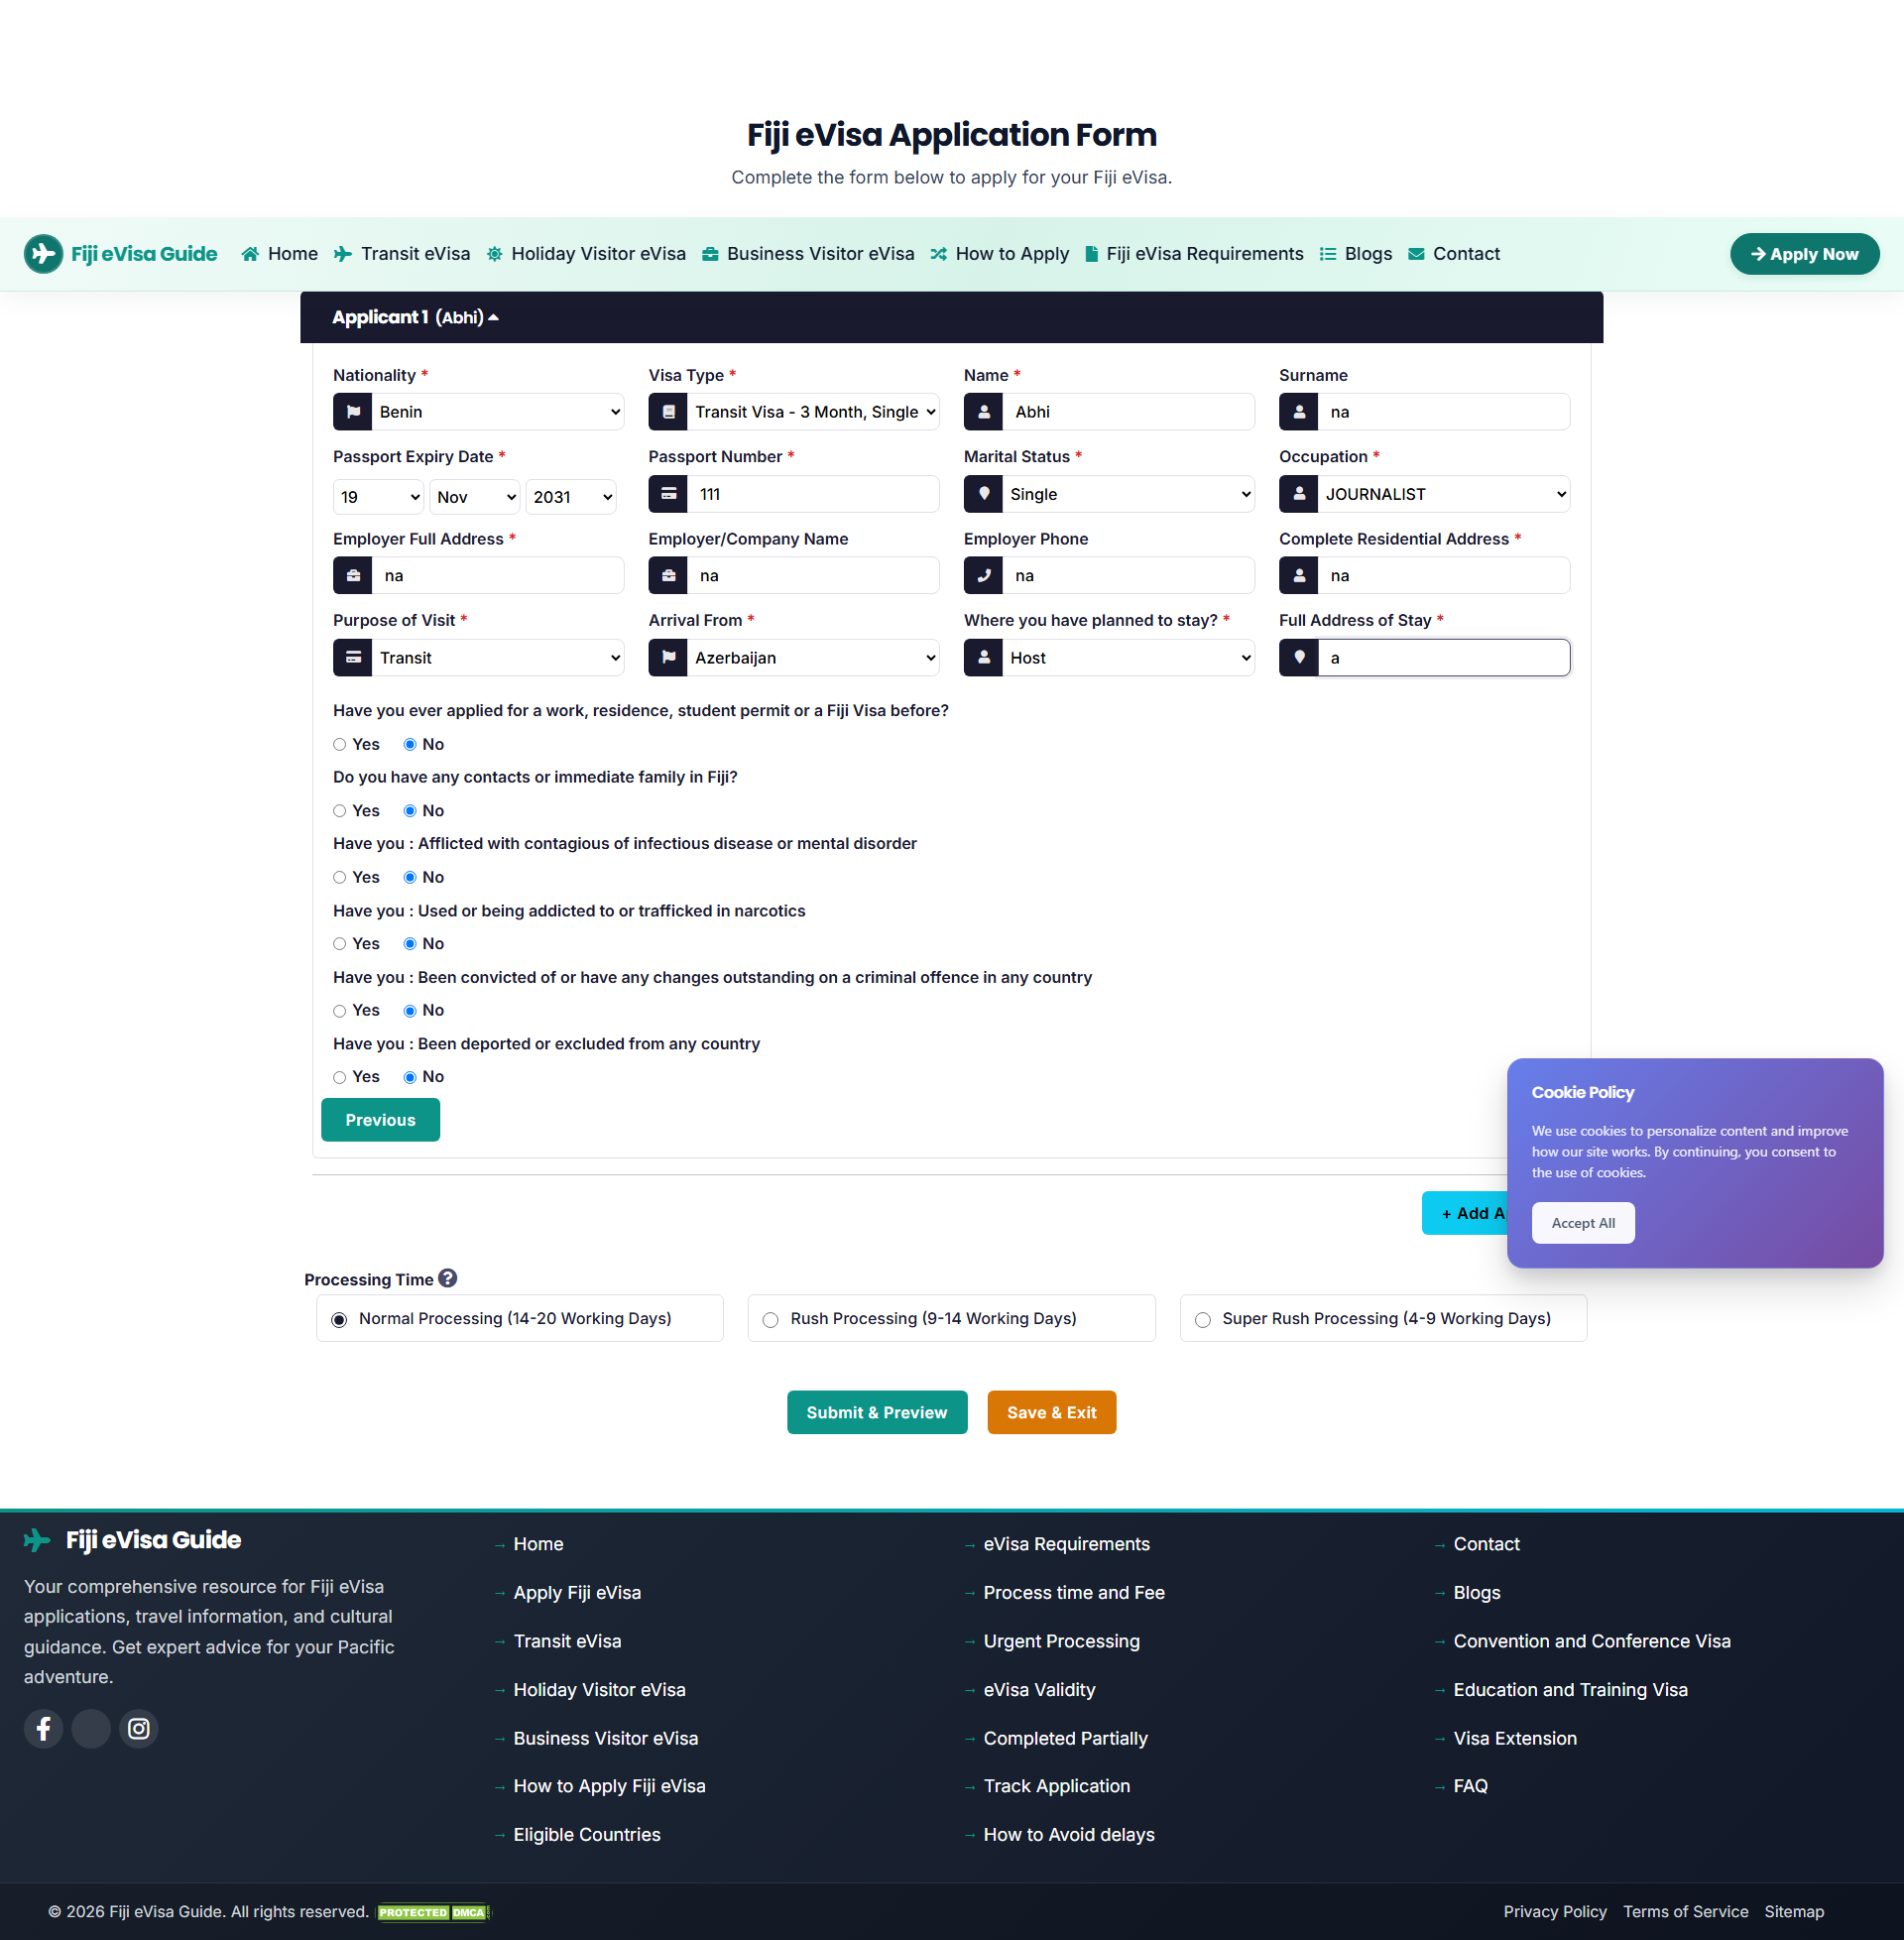 Fiji eVisa Application Form
Complete the form below to apply for your Fiji eVisa.
Fiji eVisa Guide Home Transit eVisa Holiday Visitor eVisa Business Visitor eVisa How to Apply Fiji eVisa Requirements Blogs Contact Apply Now
Applicant 1 (Abhi)
Nationality * Visa Type * Name * Surname
Benin Transit Visa - 3 Month, Single Abhi na
Passport Expiry Date * Passport Number * Marital Status * Occupation *
19 Nov 2031 111 Single JOURNALIST
Employer Full Address * Employer/Company Name Employer Phone Complete Residential Address *
na na na na
Purpose of Visit * Arrival From * Where you have planned to stay? * Full Address of Stay *
Transit Azerbaijan Host a
Have you ever applied for a work, residence, student permit or a Fiji Visa before?
Yes No
Do you have any contacts or immediate family in Fiji?
Yes No
Have you : Afflicted with contagious of infectious disease or mental disorder
Yes No
Have you : Used or being addicted to or trafficked in narcotics
Yes No
Have you : Been convicted of or have any changes outstanding on a criminal offence in any country
Yes No
Have you : Been deported or excluded from any country
Yes No
Previous
Cookie Policy
We use cookies to personalize content and improve
how our site works. By continuing, you consent to
the use of cookies.
Accept All
+ Add
Processing Time ?
Normal Processing (14-20 Working Days) Rush Processing (9-14 Working Days) Super Rush Processing (4-9 Working Days)
Submit & Preview Save & Exit
Fiji eVisa Guide
Your comprehensive resource for Fiji eVisa
applications, travel information, and cultural
guidance. Get expert advice for your Pacific
adventure.
→ Home
→ Apply Fiji eVisa
→ Transit eVisa
→ Holiday Visitor eVisa
→ Business Visitor eVisa
→ How to Apply Fiji eVisa
→ Eligible Countries
→ eVisa Requirements
→ Process time and Fee
→ Urgent Processing
→ eVisa Validity
→ Completed Partially
→ Track Application
→ How to Avoid delays
→ Contact
→ Blogs
→ Convention and Conference Visa
→ Education and Training Visa
→ Visa Extension
→ FAQ
© 2026 Fiji eVisa Guide. All rights reserved. PROTECTED DMCA
Privacy Policy Terms of Service Sitemap